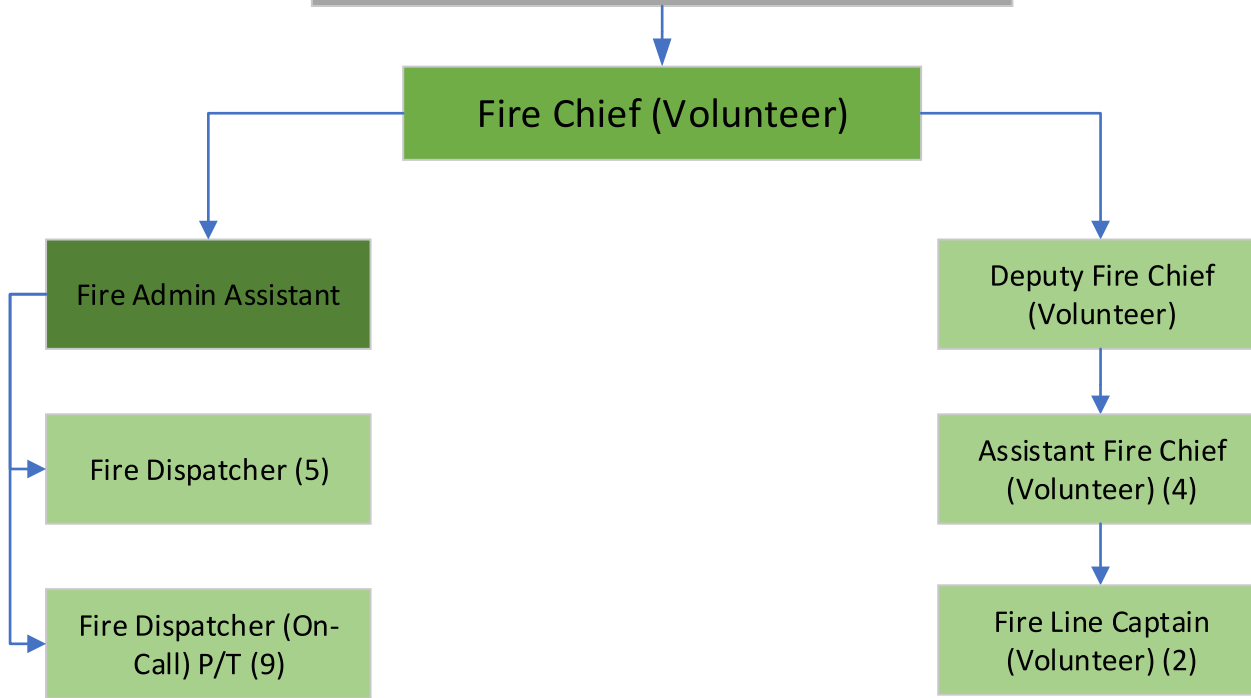 Fire Chief (Volunteer)
Fire Admin Assistant
Deputy Fire Chief
(Volunteer)
Fire Dispatcher (5)
Assistant Fire Chief
(Volunteer) (4)
Fire Dispatcher (On-
Call) P/T (9)
Fire Line Captain
(Volunteer) (2)